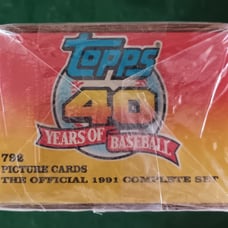 Topps
40
YEARS OF BASEBALL
792
PICTURE CARDS
THE OFFICIAL 1991 COMPLETE SET